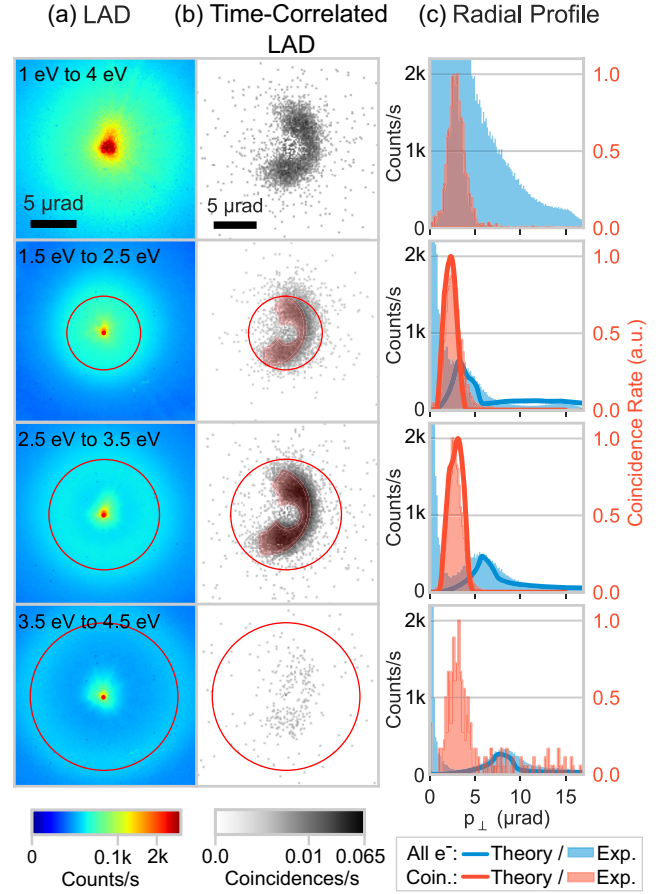 (a) LAD
(b) Time-Correlated
LAD
(c) Radial Profile
1 eV to 4 eV
5 μrad
5 μrad
2k
1k
0
Counts/s
1.0
0.5
0.0
1.5 eV to 2.5 eV
2k
1k
0
Counts/s
1.0
0.5
0.0
Coincidence Rate (a.u.)
2.5 eV to 3.5 eV
2k
1k
0
Counts/s
1.0
0.5
0.0
3.5 eV to 4.5 eV
2k
1k
0
Counts/s
1.0
0.5
0.0
0 5 10 15
p⊥ (μrad)
0 0.1k 2k
Counts/s
0.0 0.01 0.065
Coincidences/s
All e⁻: Theory / Exp.
Coin.: Theory / Exp.